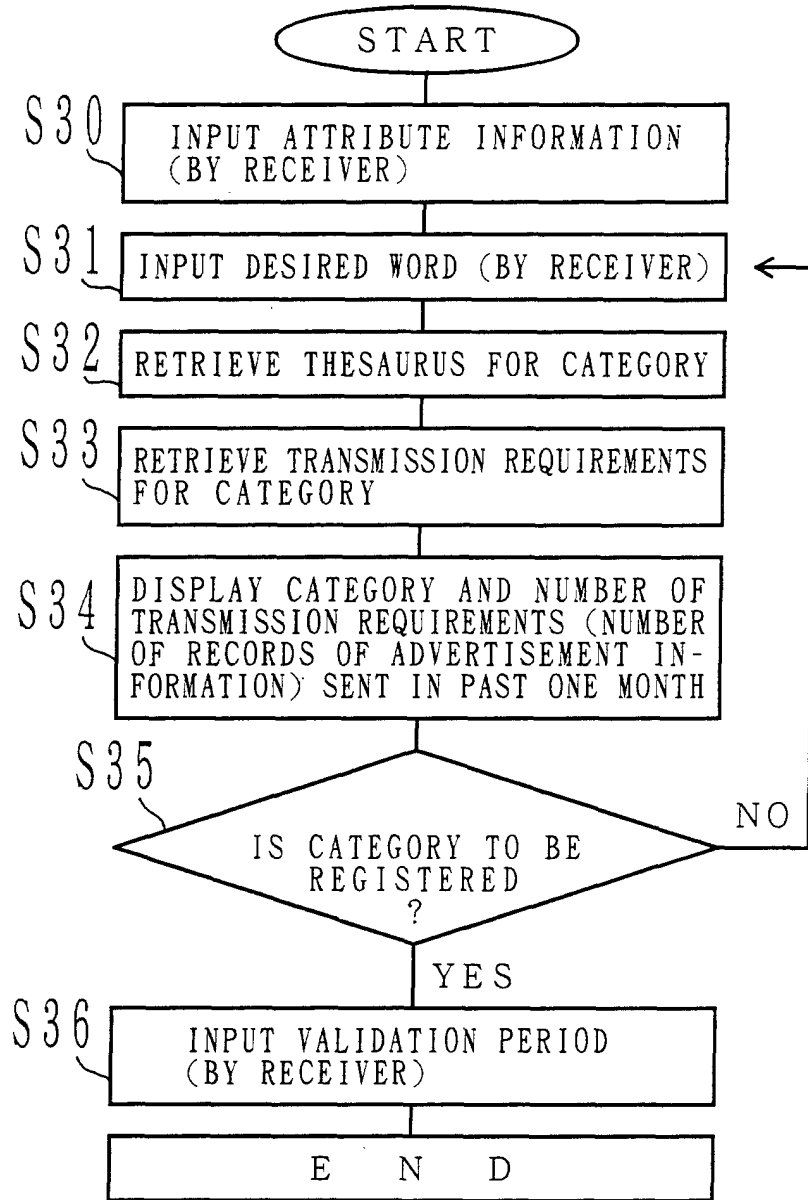 START
S30
INPUT ATTRIBUTE INFORMATION
(BY RECEIVER)
S31
INPUT DESIRED WORD (BY RECEIVER)
S32
RETRIEVE THESAURUS FOR CATEGORY
S33
RETRIEVE TRANSMISSION REQUIREMENTS
FOR CATEGORY
S34
DISPLAY CATEGORY AND NUMBER OF
TRANSMISSION REQUIREMENTS (NUMBER
OF RECORDS OF ADVERTISEMENT IN-
FORMATION) SENT IN PAST ONE MONTH
S35
IS CATEGORY TO BE
REGISTERED
?
NO
YES
S36
INPUT VALIDATION PERIOD
(BY RECEIVER)
END